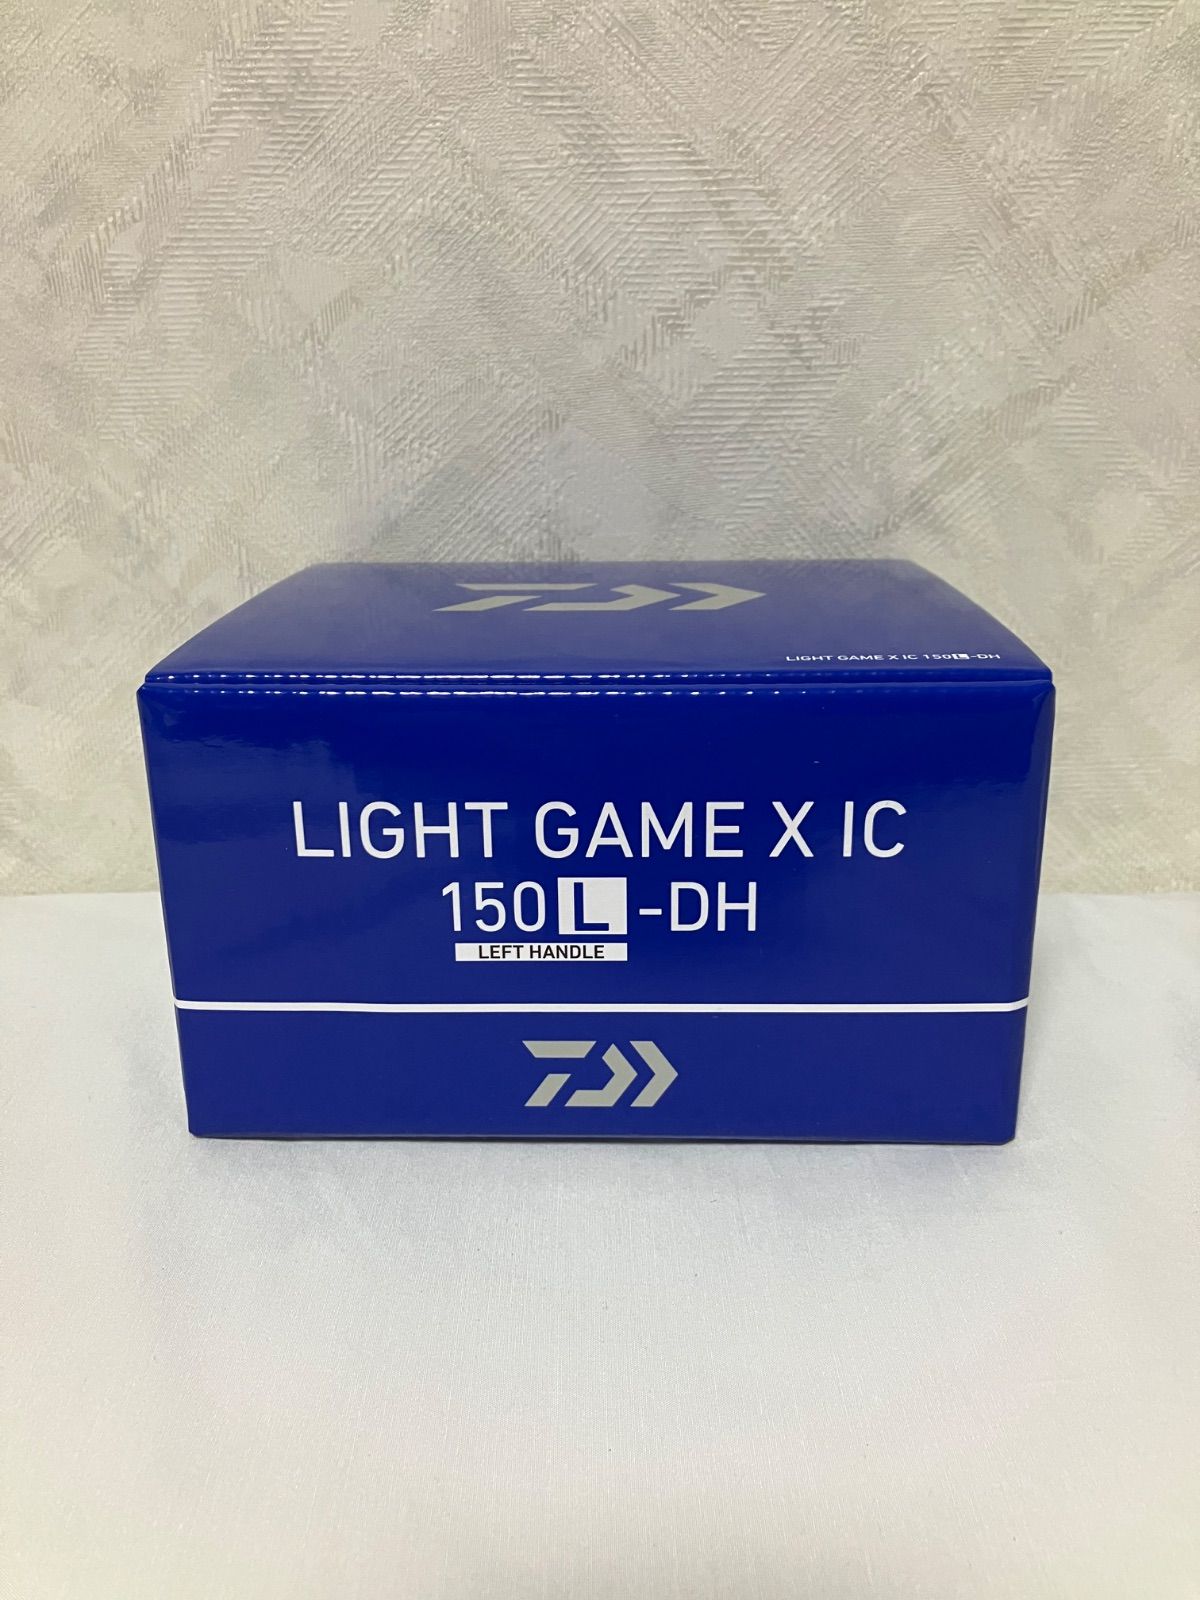 LIGHT GAME X IC 150L-DH
LIGHT GAME X IC
150L-DH
LEFT HANDLE